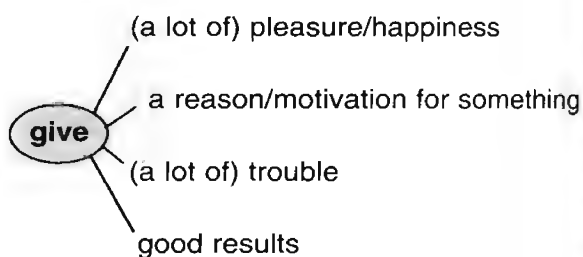 (a lot of) pleasure/happiness
a reason/motivation for something
give
(a lot of) trouble
good results